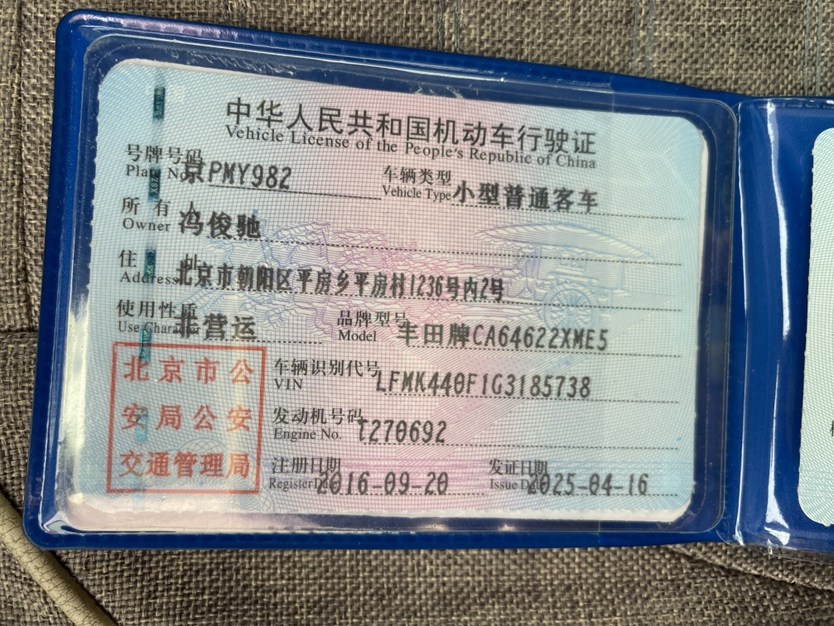 中华人民共和国机动车行驶证
Vehicle License of the People's Republic of China
号牌号码 京PMY982 车辆类型 小型普通客车
Plate No. Vehicle Type
所有人 冯俊驰
Owner
住址 北京市朝阳区平房乡平房村1236号内2号
Address
使用性质 非营运 品牌型号 丰田牌CA64622XME5
Use Character Model
北京市公
安局公安
交通管理局
车辆识别代号 LFMK440F1G3185738
VIN
发动机号码 t270692
Engine No.
注册日期 2016-09-20 发证日期 2025-04-16
Register Date Issue Date